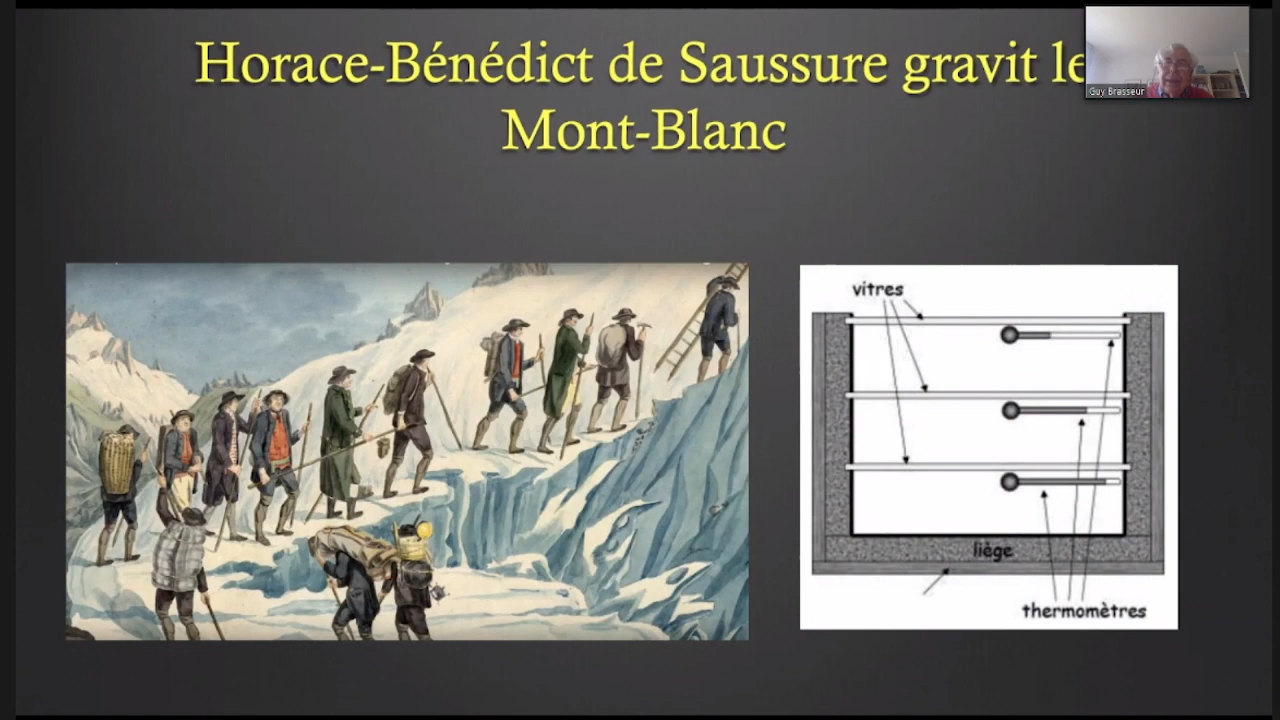 Horace-Bénédict de Saussure gravit le
Mont-Blanc
Guy Brasseur
vitres
liège
thermomètres